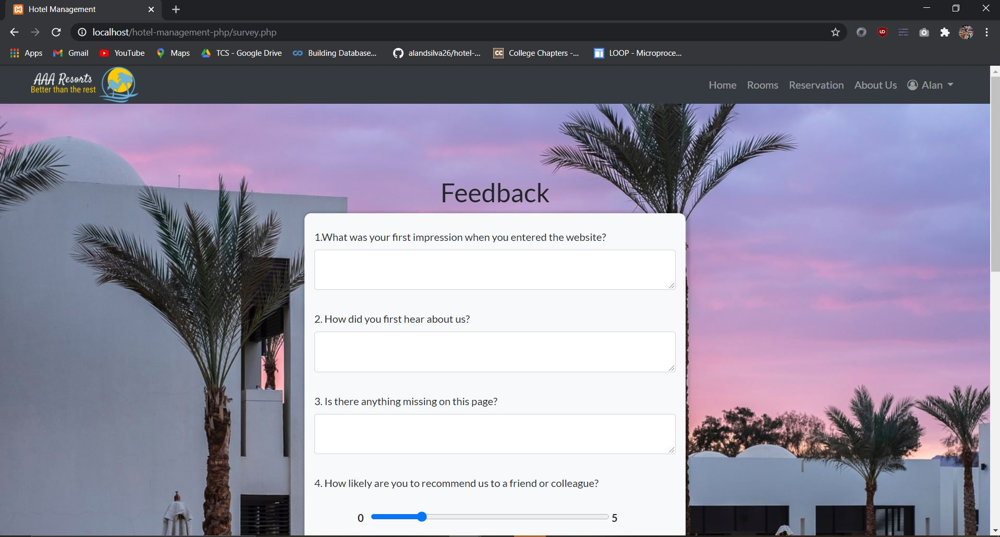 Hotel Management
localhost/hotel-management-php/survey.php
Apps Gmail YouTube Maps TCS - Google Drive Building Database... alandsilva26/hotel-... College Chapters -... LOOP - Microproce...
AAA Resorts
Better than the rest
Home Rooms Reservation About Us Alan
Feedback
1.What was your first impression when you entered the website?
2. How did you first hear about us?
3. Is there anything missing on this page?
4. How likely are you to recommend us to a friend or colleague?
0 5